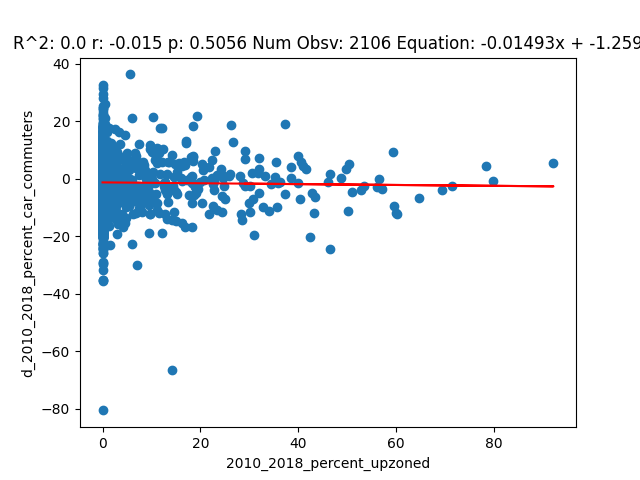 R^2: 0.0 r: -0.015 p: 0.5056 Num Obsv: 2106 Equation: -0.01493x + -1.259
40
20
0
−20
−40
−60
−80
d_2010_2018_percent_car_commuters
0 20 40 60 80
2010_2018_percent_upzoned